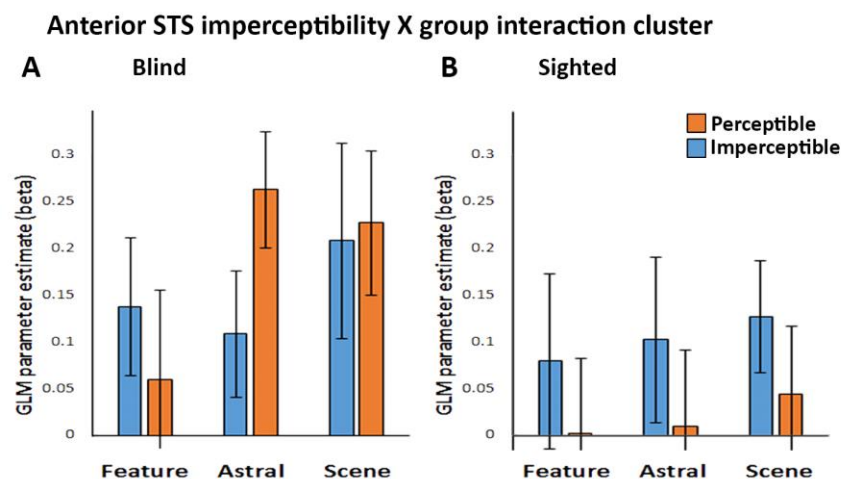 Anterior STS imperceptibility X group interaction cluster
A Blind
GLM parameter estimate (beta)
0.3
0.25
0.2
0.15
0.1
0.05
0
Feature Astral Scene
B Sighted
Perceptible
Imperceptible
GLM parameter estimate (beta)
0.3
0.25
0.2
0.15
0.1
0.05
0
Feature Astral Scene